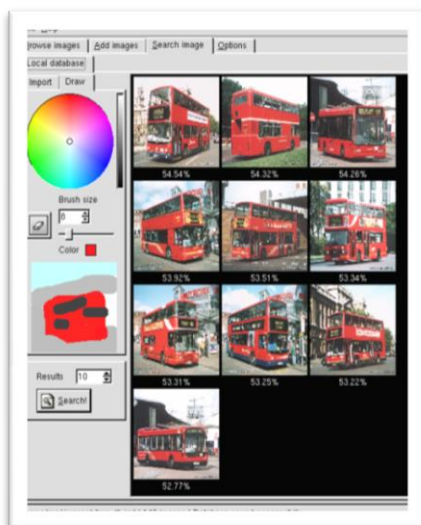 Browse images Add images Search image Options
Local database
Import Draw
Brush size
8
Color
Results 10
Search!
54.54% 54.32% 54.26%
53.92% 53.51% 53.34%
53.31% 53.25% 53.22%
52.77%